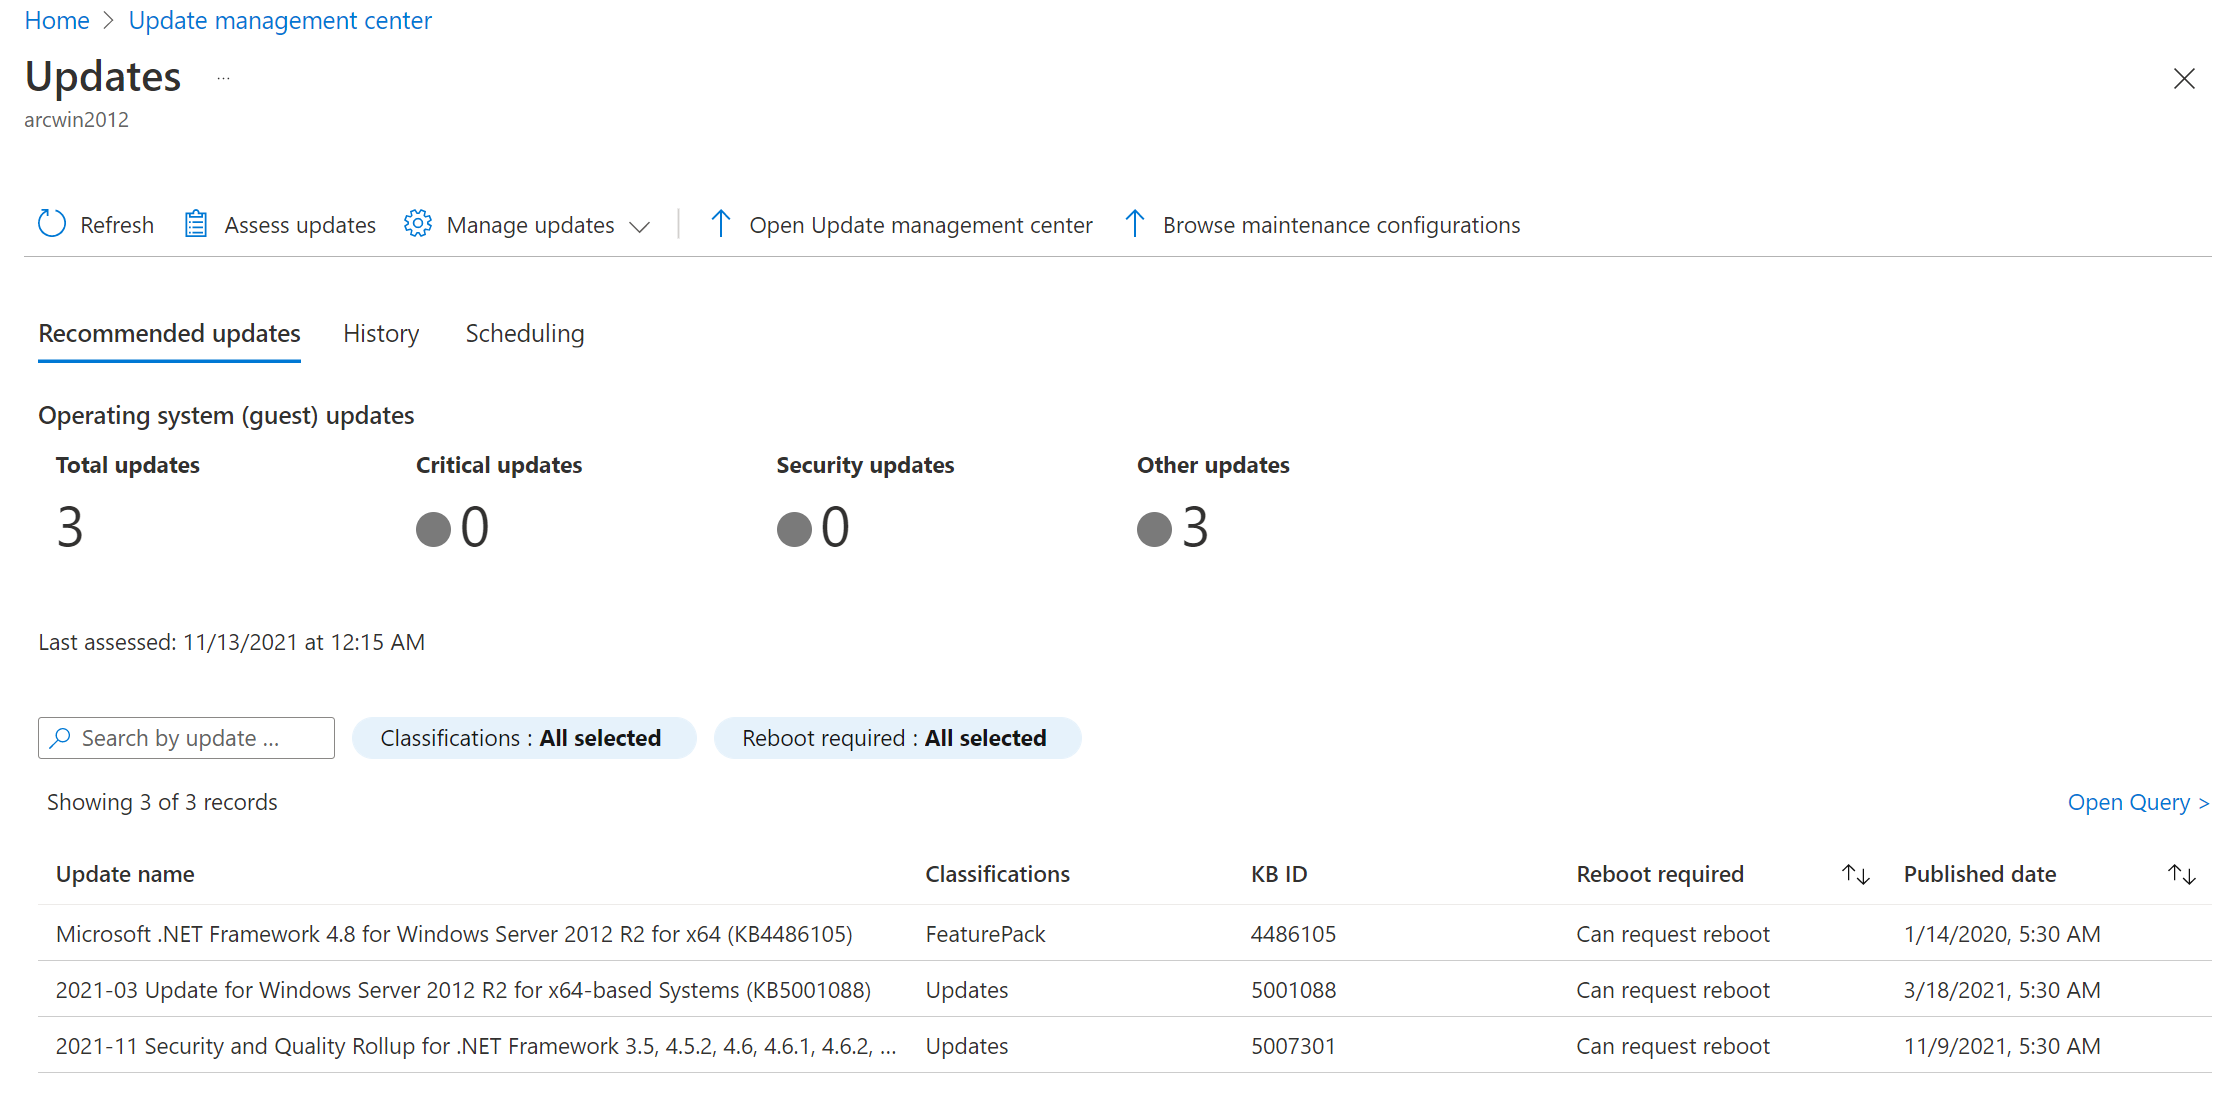 Home > Update management center
Updates ...
arcwin2012
Refresh Assess updates Manage updates Open Update management center Browse maintenance configurations
Recommended updates History Scheduling
Operating system (guest) updates
Total updates Critical updates Security updates Other updates
3 0 0 3
Last assessed: 11/13/2021 at 12:15 AM
Search by update ... Classifications : All selected Reboot required : All selected
Showing 3 of 3 records Open Query >
Update name Classifications KB ID Reboot required Published date
Microsoft .NET Framework 4.8 for Windows Server 2012 R2 for x64 (KB4486105) FeaturePack 4486105 Can request reboot 1/14/2020, 5:30 AM
2021-03 Update for Windows Server 2012 R2 for x64-based Systems (KB5001088) Updates 5001088 Can request reboot 3/18/2021, 5:30 AM
2021-11 Security and Quality Rollup for .NET Framework 3.5, 4.5.2, 4.6, 4.6.1, 4.6.2, ... Updates 5007301 Can request reboot 11/9/2021, 5:30 AM